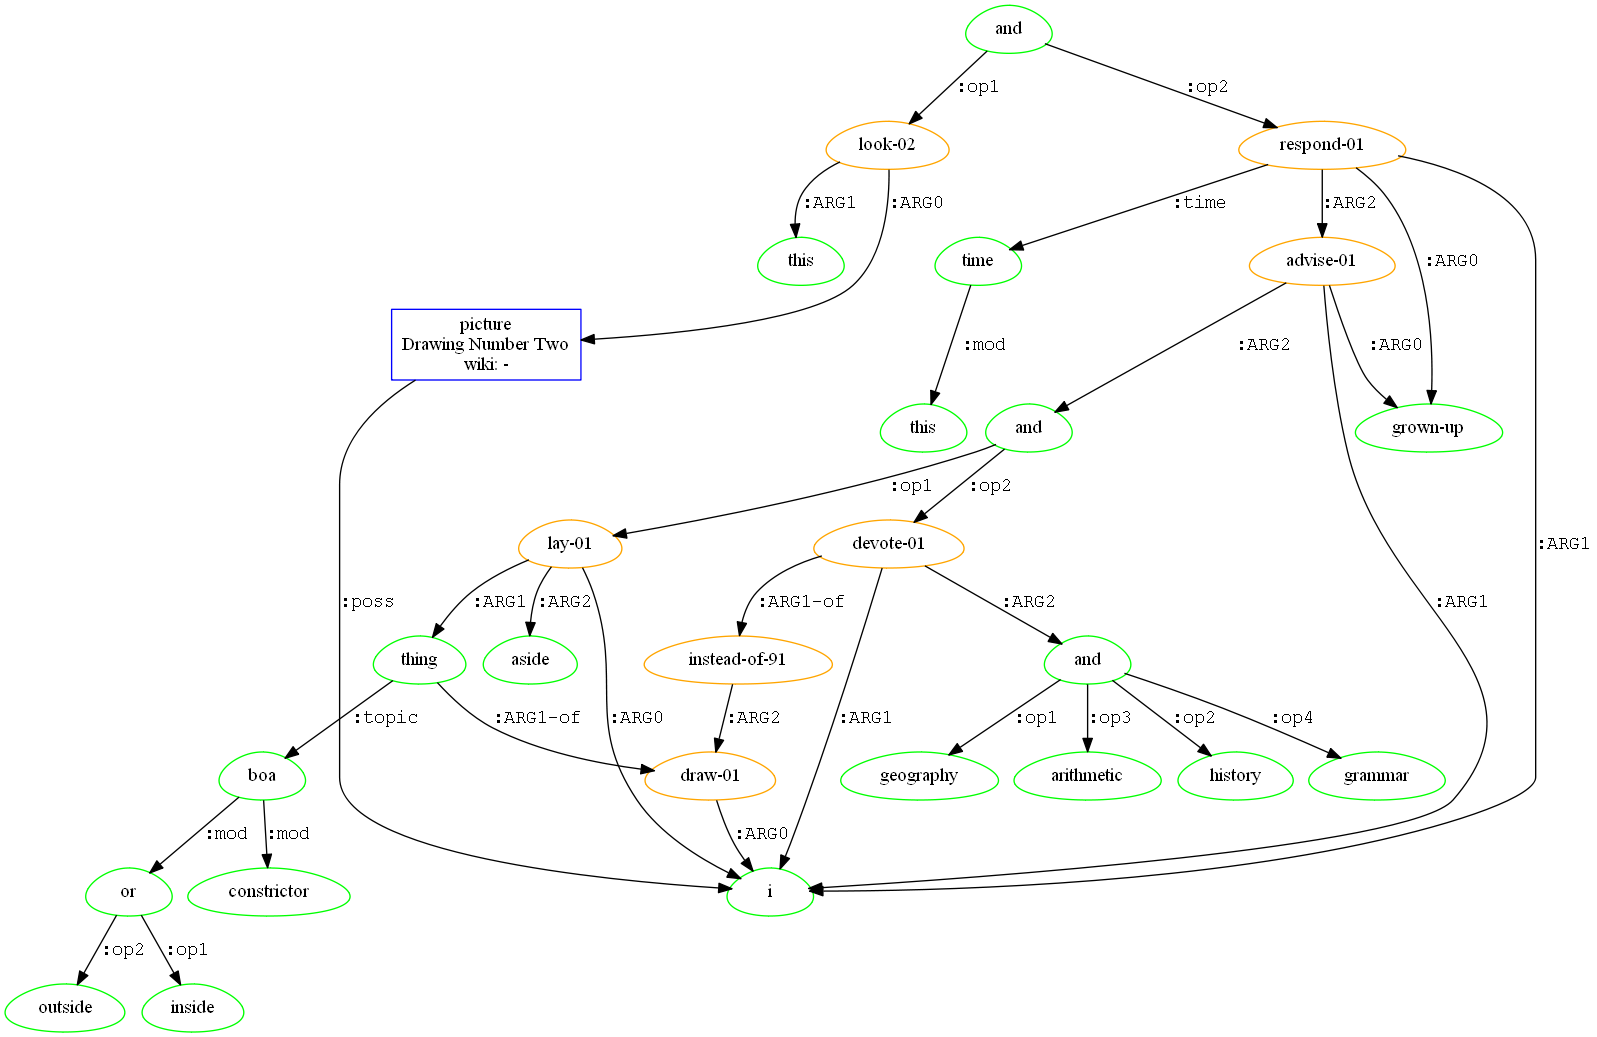 and
:op1
:op2
look-02
respond-01
:ARG1
:ARG0
:time
:ARG2
this
time
advise-01
:ARG0
picture
Drawing Number Two
wiki: -
:mod
:ARG2
:ARG0
this
and
grown-up
:op1
:op2
lay-01
devote-01
:ARG1
:poss
:ARG1
:ARG2
:ARG1-of
:ARG2
:ARG1
thing
aside
instead-of-91
and
:topic
:ARG1-of
:ARG0
:ARG2
:ARG1
:op1
:op3
:op2
:op4
boa
draw-01
geography
arithmetic
history
grammar
:mod
:mod
:ARG0
or
constrictor
i
:op2
:op1
outside
inside